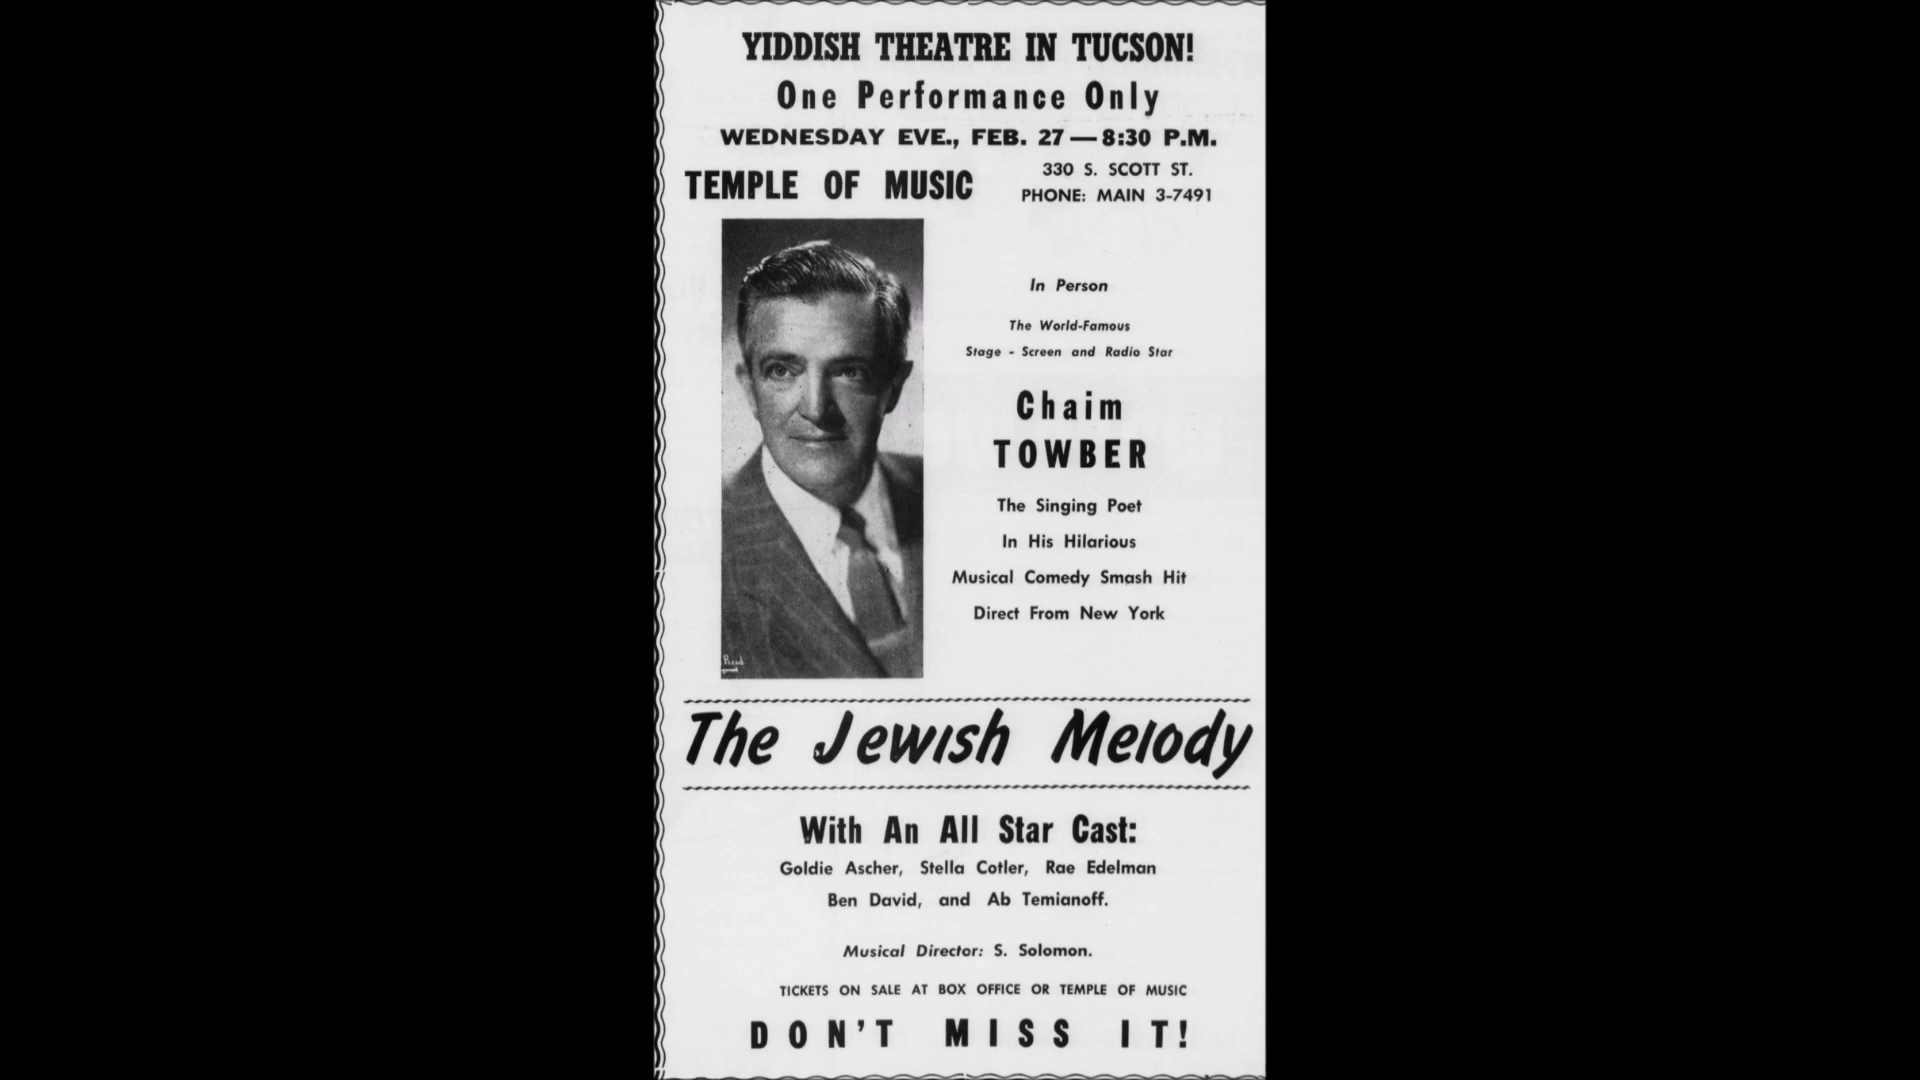 YIDDISH THEATRE IN TUCSON!
One Performance Only
WEDNESDAY EVE., FEB. 27 — 8:30 P.M.
TEMPLE OF MUSIC
330 S. SCOTT ST.
PHONE: MAIN 3-7491
In Person
The World-Famous
Stage - Screen and Radio Star
Chaim
TOWBER
The Singing Poet
In His Hilarious
Musical Comedy Smash Hit
Direct From New York
The Jewish Melody
With An All Star Cast:
Goldie Ascher, Stella Cotler, Rae Edelman
Ben David, and Ab Temianoff.
Musical Director: S. Solomon.
TICKETS ON SALE AT BOX OFFICE OR TEMPLE OF MUSIC
DON'T MISS IT!